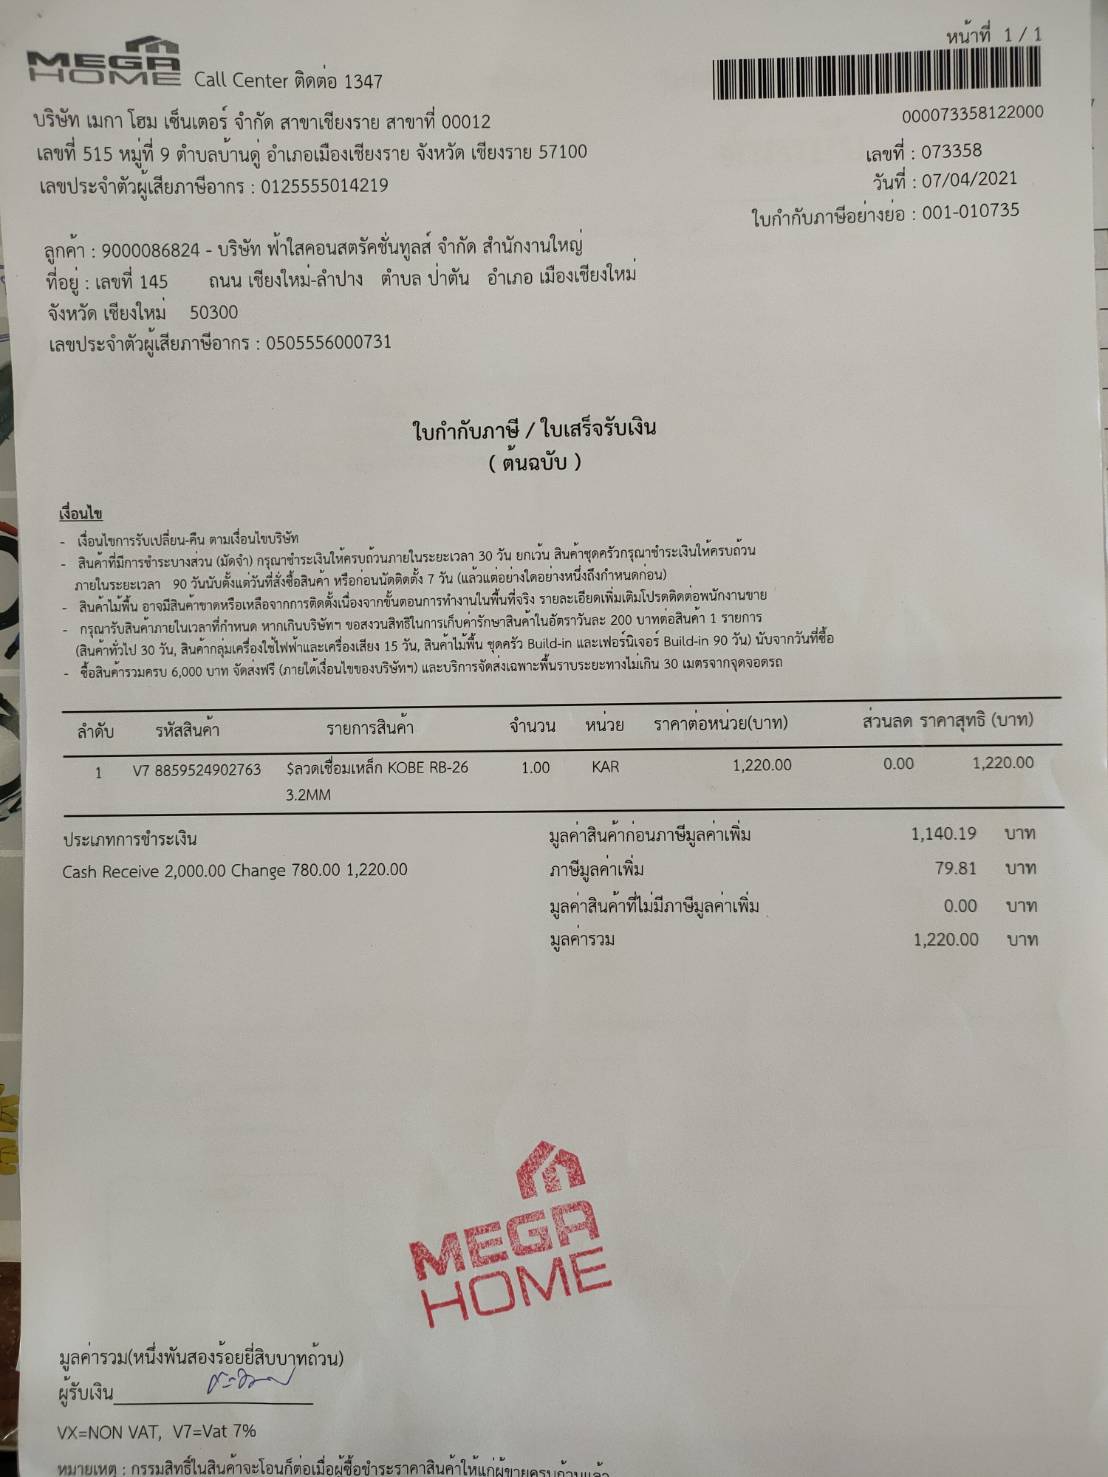 หน้าที่ 1 / 1
MEGA HOME Call Center ติดต่อ 1347
000073358122000
บริษัท เมกา โฮม เซ็นเตอร์ จำกัด สาขาเชียงราย สาขาที่ 00012
เลขที่ 515 หมู่ที่ 9 ตำบลบ้านดู่ อำเภอเมืองเชียงราย จังหวัด เชียงราย 57100
เลขที่ : 073358
เลขประจำตัวผู้เสียภาษีอากร : 0125555014219
วันที่ : 07/04/2021
ใบกำกับภาษีอย่างย่อ : 001-010735
ลูกค้า : 9000086824 - บริษัท ฟ้าใสคอนสตรัคชั่นทูลส์ จำกัด สำนักงานใหญ่
ที่อยู่ : เลขที่ 145 ถนน เชียงใหม่-ลำปาง ตำบล ป่าตัน อำเภอ เมืองเชียงใหม่
จังหวัด เชียงใหม่ 50300
เลขประจำตัวผู้เสียภาษีอากร : 0505556000731
ใบกำกับภาษี / ใบเสร็จรับเงิน
( ต้นฉบับ )
เงื่อนไข
- เงื่อนไขการรับเปลี่ยน-คืน ตามเงื่อนไขบริษัท
- สินค้าที่มีการชำระบางส่วน (มัดจำ) กรุณาชำระเงินให้ครบถ้วนภายในระยะเวลา 30 วัน ยกเว้น สินค้าชุดครัวกรุณาชำระเงินให้ครบถ้วน
ภายในระยะเวลา 90 วันนับตั้งแต่วันที่สั่งซื้อสินค้า หรือก่อนนัดติดตั้ง 7 วัน (แล้วแต่อย่างใดอย่างหนึ่งถึงกำหนดก่อน)
- สินค้าไม้พื้น อาจมีสินค้าขาดหรือเหลือจากการติดตั้งเนื่องจากขั้นตอนการทำงานในพื้นที่จริง รายละเอียดเพิ่มเติมโปรดติดต่อพนักงานขาย
- กรุณารับสินค้าภายในเวลาที่กำหนด หากเกินบริษัทฯ ขอสงวนสิทธิในการเก็บค่ารักษาสินค้าในอัตราวันละ 200 บาทต่อสินค้า 1 รายการ
(สินค้าทั่วไป 30 วัน, สินค้ากลุ่มเครื่องใช้ไฟฟ้าและเครื่องเสียง 15 วัน, สินค้าไม้พื้น ชุดครัว Build-in และเฟอร์นิเจอร์ Build-in 90 วัน) นับจากวันที่ซื้อ
- ซื้อสินค้ารวมครบ 6,000 บาท จัดส่งฟรี (ภายใต้เงื่อนไขของบริษัทฯ) และบริการจัดส่งเฉพาะพื้นราบระยะทางไม่เกิน 30 เมตรจากจุดจอดรถ
ลำดับ รหัสสินค้า รายการสินค้า จำนวน หน่วย ราคาต่อหน่วย(บาท) ส่วนลด ราคาสุทธิ (บาท)
1 V7 8859524902763 $ลวดเชื่อมเหล็ก KOBE RB-26 1.00 KAR 1,220.00 0.00 1,220.00
3.2MM
ประเภทการชำระเงิน มูลค่าสินค้าก่อนภาษีมูลค่าเพิ่ม 1,140.19 บาท
Cash Receive 2,000.00 Change 780.00 1,220.00 ภาษีมูลค่าเพิ่ม 79.81 บาท
มูลค่าสินค้าที่ไม่มีภาษีมูลค่าเพิ่ม 0.00 บาท
มูลค่ารวม 1,220.00 บาท
MEGA
HOME
มูลค่ารวม(หนึ่งพันสองร้อยยี่สิบบาทถ้วน)
ผู้รับเงิน
VX=NON VAT, V7=Vat 7%
หมายเหตุ : กรรมสิทธิ์ในสินค้าจะโอนก็ต่อเมื่อผู้ซื้อชำระราคาสินค้าให้แก่ผู้ขายครบถ้วนแล้ว